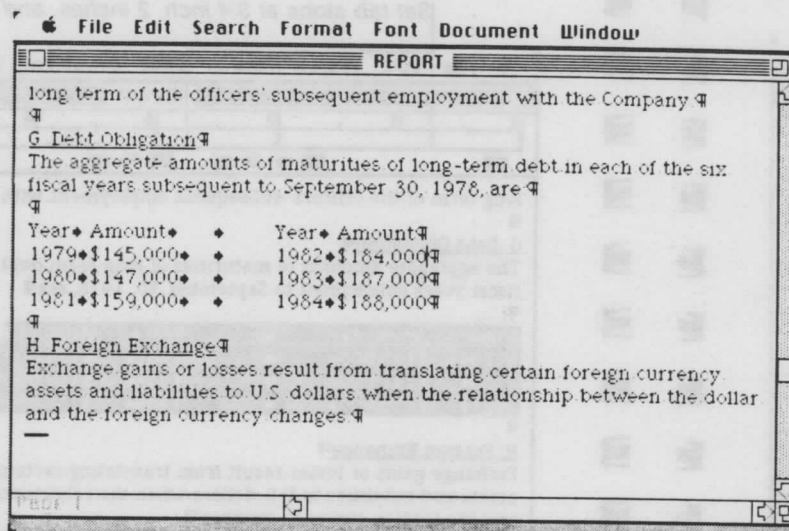 File Edit Search Format Font Document Window
REPORT
long term of the officers' subsequent employment with the Company.¶
¶
G. Debt Obligation¶
The aggregate amounts of maturities of long-term debt in each of the six
fiscal years subsequent to September 30, 1978, are:¶
¶
Year Amount Year Amount¶
1979 $145,000 1982 $184,000¶
1980 $147,000 1983 $187,000¶
1981 $159,000 1984 $188,000¶
¶
H. Foreign Exchange¶
Exchange gains or losses result from translating certain foreign currency
assets and liabilities to U.S. dollars when the relationship between the dollar
and the foreign currency changes.¶
PAGE 1